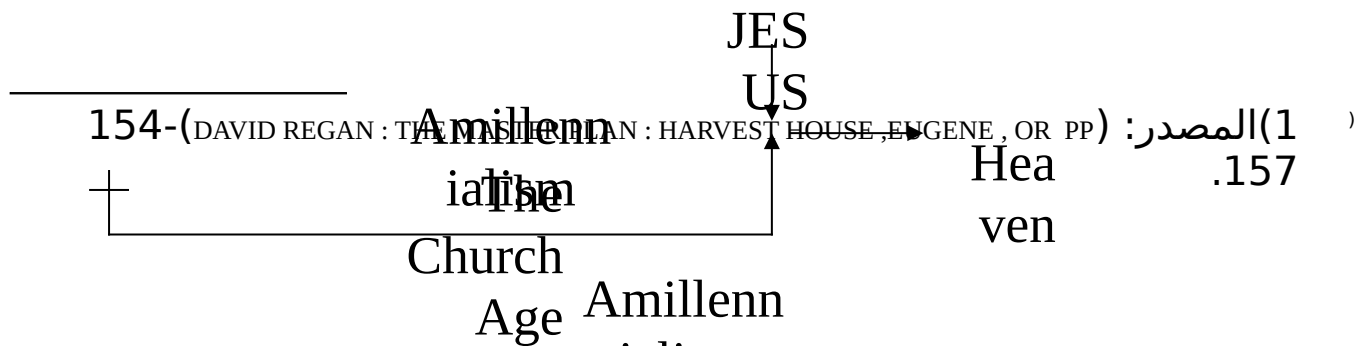 JES
US
)1(المصدر: (DAVID REGAN : THE MASTER PLAN : HARVEST HOUSE ,EUGENE , OR PP)-154
157.
Amillenn
ialism
The
Church
Age
Hea
ven
Amillenn